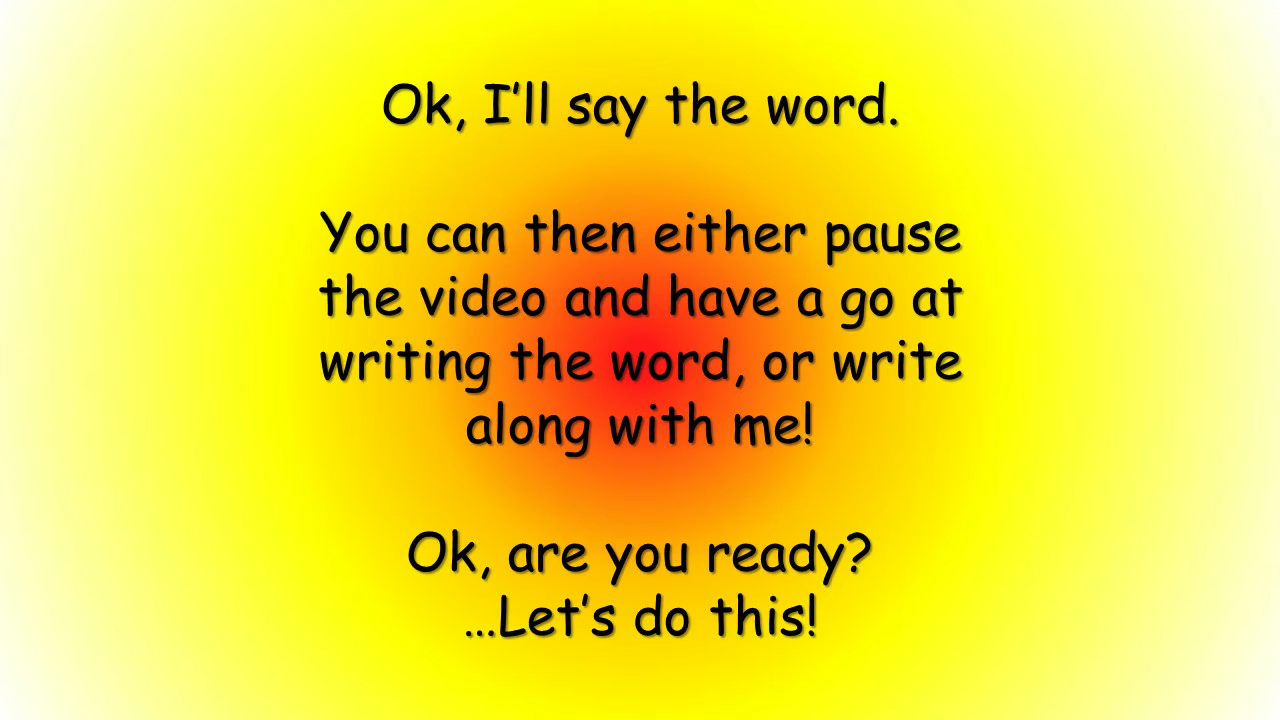 Ok, I’ll say the word.
You can then either pause
the video and have a go at
writing the word, or write
along with me!
Ok, are you ready?
…Let’s do this!